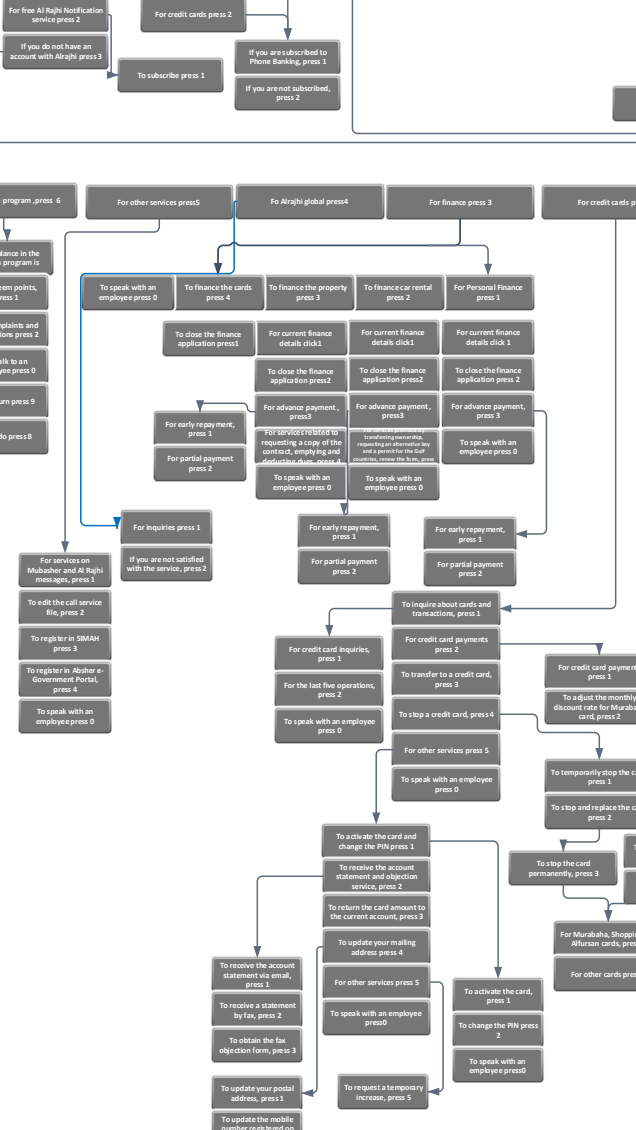 For free Al Rajhi Notification
service press 2
If you do not have an
account with Alrajhi press 3
To subscribe press 1
For credit cards press 2
If you are subscribed to
Phone Banking, press 1
If you are not subscribed,
press 2
program ,press 6
For other services press5
Fo Alrajhi global press4
For finance press 3
For credit cards
in the
program is
points,
press 2
press 0
press 9
press 8
To speak with an
employee press 0
To finance the cards
press 4
To finance the property
press 3
To finance car rental
press 2
For Personal Finance
press 1
To close the finance
application press1
For current finance
details click1
For current finance
details click1
For current finance
details click 1
To close the finance
application press2
To close the finance
application press2
To close the finance
application press 2
For advance payment ,
press3
For advance payment ,
press3
For advance payment,
press 3
For early repayment,
press 1
For partial payment
press 2
For services related to
requesting a copy of the
contract, emptying and
deducting dues, press 4
transferring ownership,
requesting an alternative key
and a permit for the Gulf
countries, renew the form, press
To speak with an
employee press 0
To speak with an
employee press 0
To speak with an
employee press 0
For inquiries press 1
If you are not satisfied
with the service, press 2
For early repayment,
press 1
For partial payment
press 2
For early repayment,
press 1
For partial payment
press 2
For services on
Mubasher and Al Rajhi
messages, press 1
To edit the call service
file, press 2
To register in SIMAH
press 3
To register in Absher e-
Government Portal,
press 4
To speak with an
employee press 0
To inquire about cards and
transactions, press 1
For credit card payments
press 2
To transfer to a credit card,
press 3
To stop a credit card, press 4
For other services press 5
To speak with an employee
press 0
For credit card inquiries,
press 1
For the last five operations,
press 2
To speak with an employee
press 0
For credit card
press 1
To adjust the monthly
discount rate for
card, press 2
To temporarily stop the
press 1
To stop and replace the
press 2
To stop the card
permanently, press 3
For Murabaha,
Alfursan cards,
For other cards
To activate the card and
change the PIN press 1
To receive the account
statement and objection
service, press 2
To return the card amount to
the current account, press 3
To update your mailing
address press 4
For other services press 5
To speak with an employee
press0
To receive the account
statement via email,
press 1
To receive a statement
by fax, press 2
To obtain the fax
objection form, press 3
To activate the card,
press 1
To change the PIN press
2
To speak with an
employee press0
To update your postal
address, press 1
To update the mobile
number registered on
To request a temporary
increase, press 5